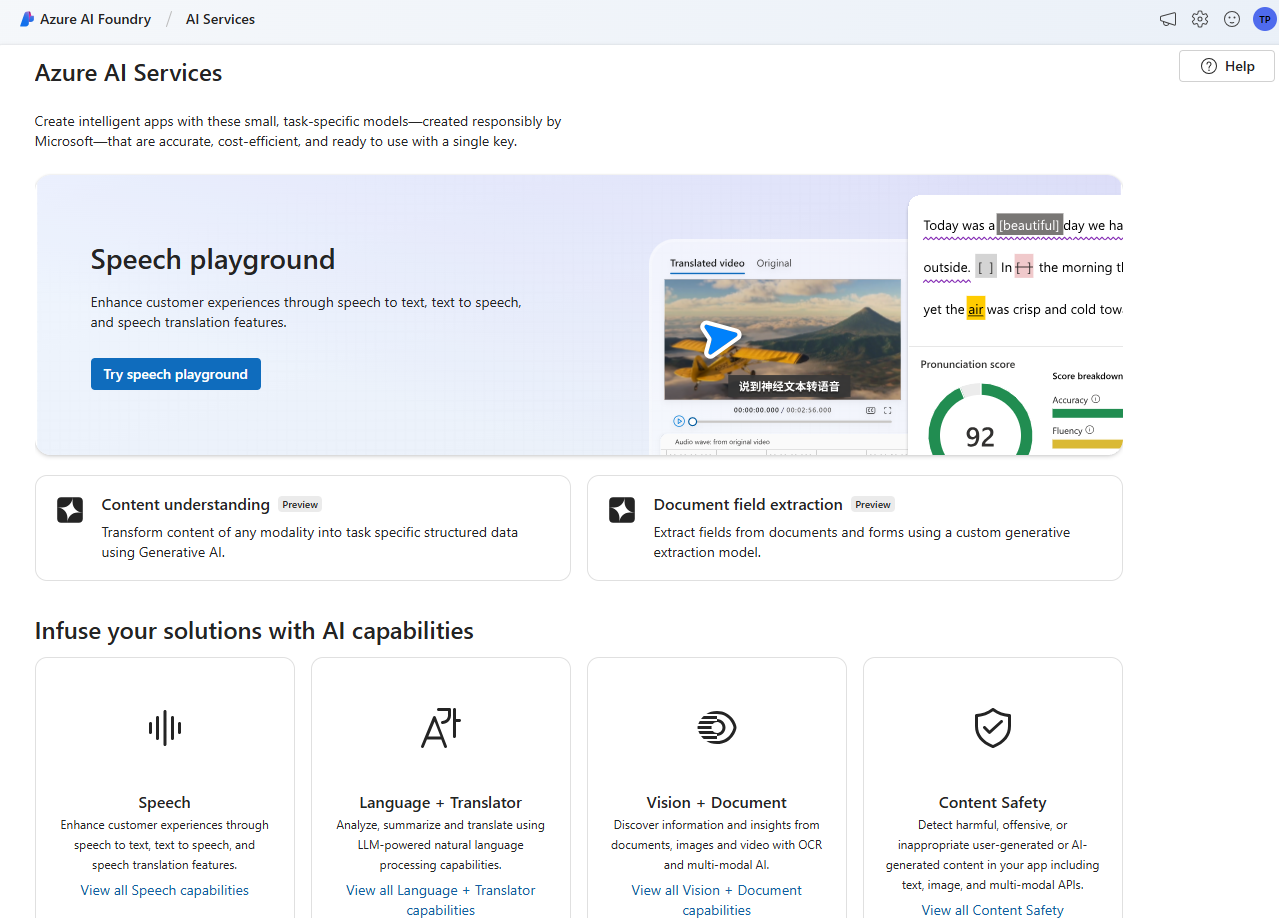 Azure AI Foundry / AI Services
TP
Help
Azure AI Services
Create intelligent apps with these small, task-specific models—created responsibly by
Microsoft—that are accurate, cost-efficient, and ready to use with a single key.
Speech playground
Enhance customer experiences through speech to text, text to speech,
and speech translation features.
Try speech playground
Translated video
Original
说到神经文本转语音
00:00:00.000 / 00:02:56.000
Audio wave: from original video
Today was a [beautiful] day we ha
outside. [ ] In [-] the morning th
yet the air was crisp and cold tow
Pronunciation score
92
Score breakdown
Accuracy
Fluency
Content understanding Preview
Transform content of any modality into task specific structured data
using Generative AI.
Document field extraction Preview
Extract fields from documents and forms using a custom generative
extraction model.
Infuse your solutions with AI capabilities
Speech
Enhance customer experiences through
speech to text, text to speech, and
speech translation features.
View all Speech capabilities
Language + Translator
Analyze, summarize and translate using
LLM-powered natural language
processing capabilities.
View all Language + Translator
capabilities
Vision + Document
Discover information and insights from
documents, images and video with OCR
and multi-modal AI.
View all Vision + Document
capabilities
Content Safety
Detect harmful, offensive, or
inappropriate user-generated or AI-
generated content in your app including
text, image, and multi-modal APIs.
View all Content Safety